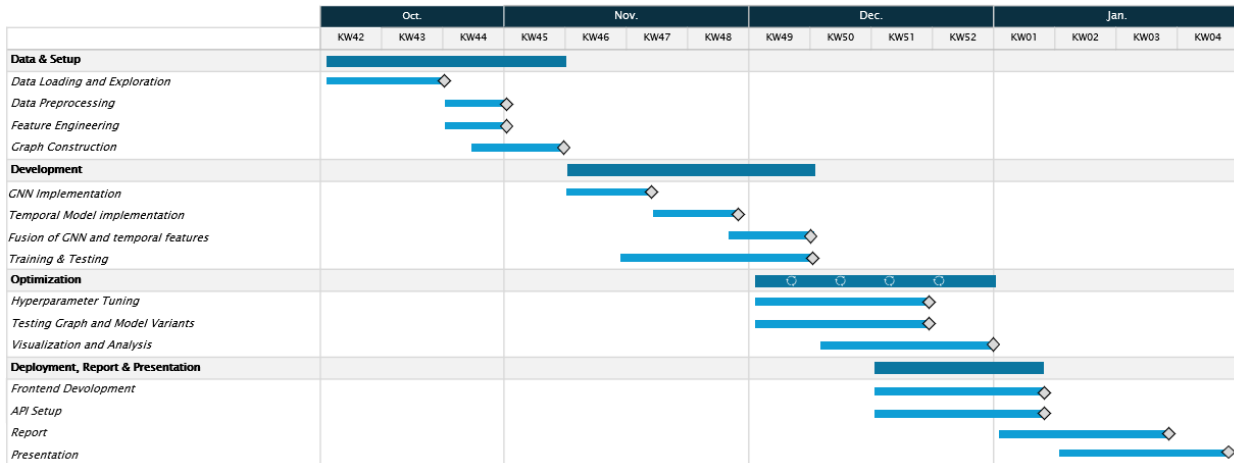 Oct. Nov. Dec. Jan.
KW42 KW43 KW44 KW45 KW46 KW47 KW48 KW49 KW50 KW51 KW52 KW01 KW02 KW03 KW04
Data & Setup
Data Loading and Exploration
Data Preprocessing
Feature Engineering
Graph Construction
Development
GNN Implementation
Temporal Model implementation
Fusion of GNN and temporal features
Training & Testing
Optimization
Hyperparameter Tuning
Testing Graph and Model Variants
Visualization and Analysis
Deployment, Report & Presentation
Frontend Devolopment
API Setup
Report
Presentation